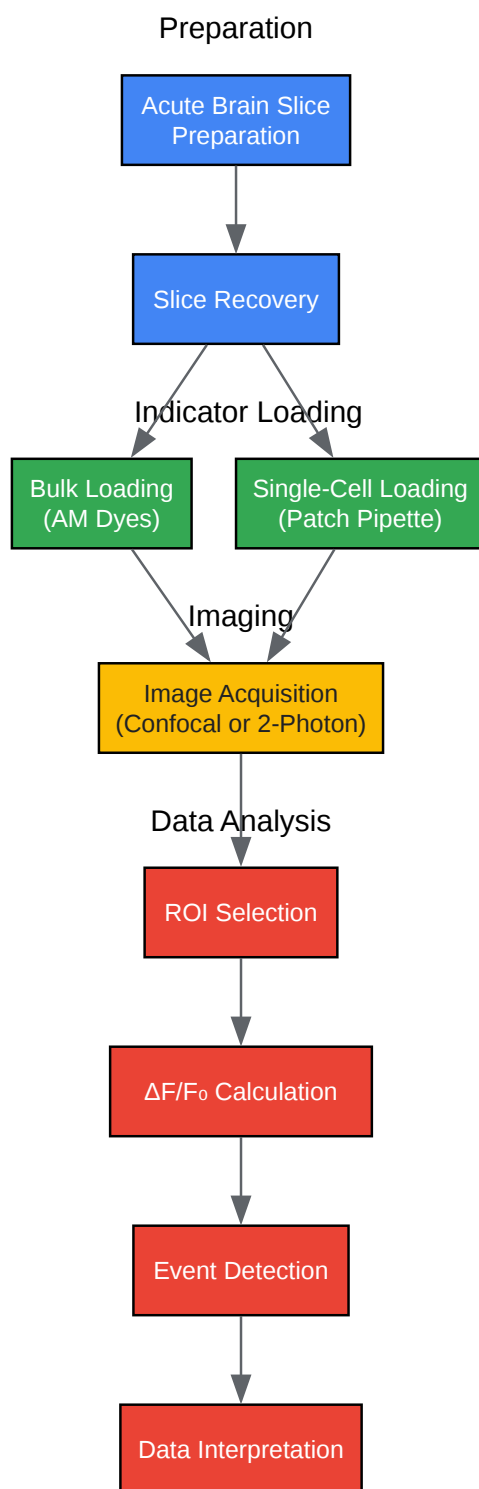 Preparation
Acute Brain Slice
Preparation
Slice Recovery
Indicator Loading
Bulk Loading
(AM Dyes)
Single-Cell Loading
(Patch Pipette)
Imaging
Image Acquisition
(Confocal or 2-Photon)
Data Analysis
ROI Selection
ΔF/F₀ Calculation
Event Detection
Data Interpretation